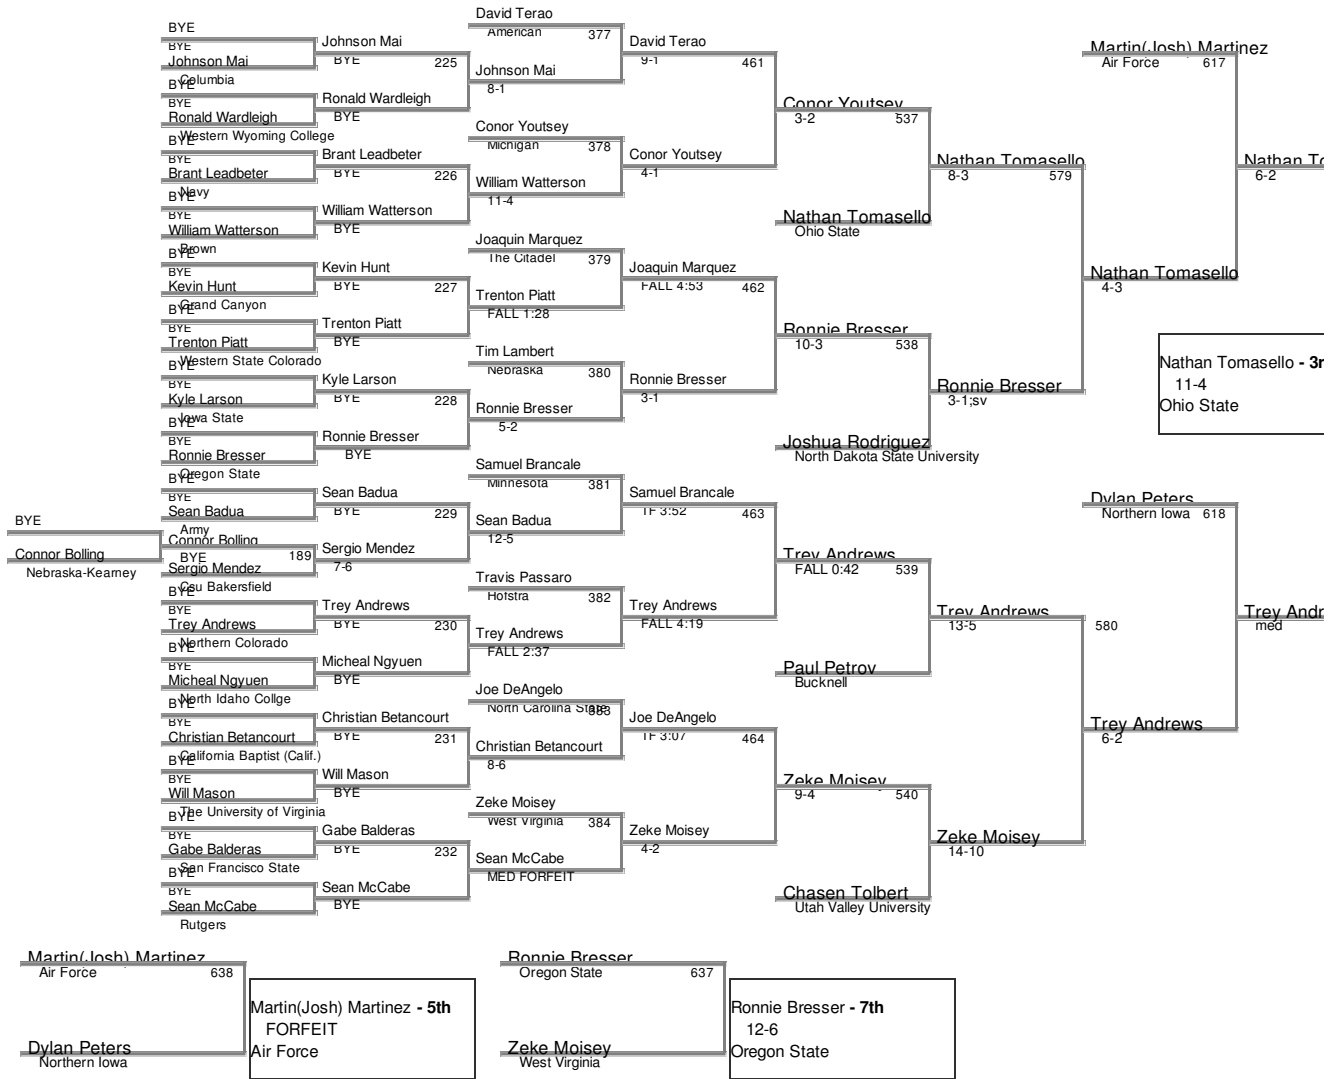 BYE
Connor Bolling
Nebraska-Kearney
BYE
BYE
Johnson Mai
Columbia
BYE
BYE
Ronald Wardleigh
Western Wyoming College
BYE
BYE
Brant Leadbeter
Navy
BYE
BYE
William Watterson
Brown
BYE
BYE
Kevin Hunt
Grand Canyon
BYE
BYE
Trenton Piatt
Western State Colorado
BYE
BYE
Kyle Larson
Iowa State
BYE
BYE
Ronnie Bresser
Oregon State
BYE
BYE
Sean Badua
Army
Connor Bolling
BYE 189
Sergio Mendez
Csu Bakersfield
BYE
BYE
Trey Andrews
Northern Colorado
BYE
BYE
Micheal Ngyuen
North Idaho Collge
BYE
BYE
Christian Betancourt
California Baptist (Calif.)
BYE
BYE
Will Mason
The University of Virginia
BYE
BYE
Gabe Balderas
San Francisco State
BYE
BYE
Sean McCabe
Rutgers
Johnson Mai
BYE 225
Ronald Wardleigh
BYE
Brant Leadbeter
BYE 226
William Watterson
BYE
Kevin Hunt
BYE 227
Trenton Piatt
BYE
Kyle Larson
BYE 228
Ronnie Bresser
BYE
Sean Badua
BYE 229
Sergio Mendez
7-6
Trey Andrews
BYE 230
Micheal Ngyuen
BYE
Christian Betancourt
BYE 231
Will Mason
BYE
Gabe Balderas
BYE 232
Sean McCabe
BYE
David Terao
American 377
Johnson Mai
8-1
Conor Youtsey
Michigan 378
William Watterson
11-4
Joaquin Marquez
The Citadel 379
Trenton Piatt
FALL 1:28
Tim Lambert
Nebraska 380
Ronnie Bresser
5-2
Samuel Brancale
Minnesota 381
Sean Badua
12-5
Travis Passaro
Hofstra 382
Trey Andrews
FALL 2:37
Joe DeAngelo
North Carolina State 383
Christian Betancourt
8-6
Zeke Moisey
West Virginia 384
Sean McCabe
MED FORFEIT
David Terao
9-1 461
Conor Youtsey
4-1
Joaquin Marquez
FALL 4:53 462
Ronnie Bresser
3-1
Samuel Brancale
TF 3:52 463
Trey Andrews
FALL 4:19
Joe DeAngelo
TF 3:07 464
Zeke Moisey
4-2
Conor Youtsey
3-2 537
Nathan Tomasello
Ohio State
Ronnie Bresser
10-3 538
Joshua Rodriguez
North Dakota State University
Trey Andrews
FALL 0:42 539
Paul Petrov
Bucknell
Zeke Moisey
9-4 540
Chasen Tolbert
Utah Valley University
Nathan Tomasello
8-3 579
Ronnie Bresser
3-1;sv
Trey Andrews
13-5 580
Zeke Moisey
14-10
Martin(Josh) Martinez
Air Force 617
Nathan Tomasello
4-3
Dylan Peters
Northern Iowa 618
Trey Andrews
6-2
Nathan To
6-2
Trey Andr
med
Nathan Tomasello - 3r
11-4
Ohio State
Martin(Josh) Martinez
Air Force 638
Dylan Peters
Northern Iowa
Martin(Josh) Martinez - 5th
FORFEIT
Air Force
Ronnie Bresser
Oregon State 637
Zeke Moisey
West Virginia
Ronnie Bresser - 7th
12-6
Oregon State